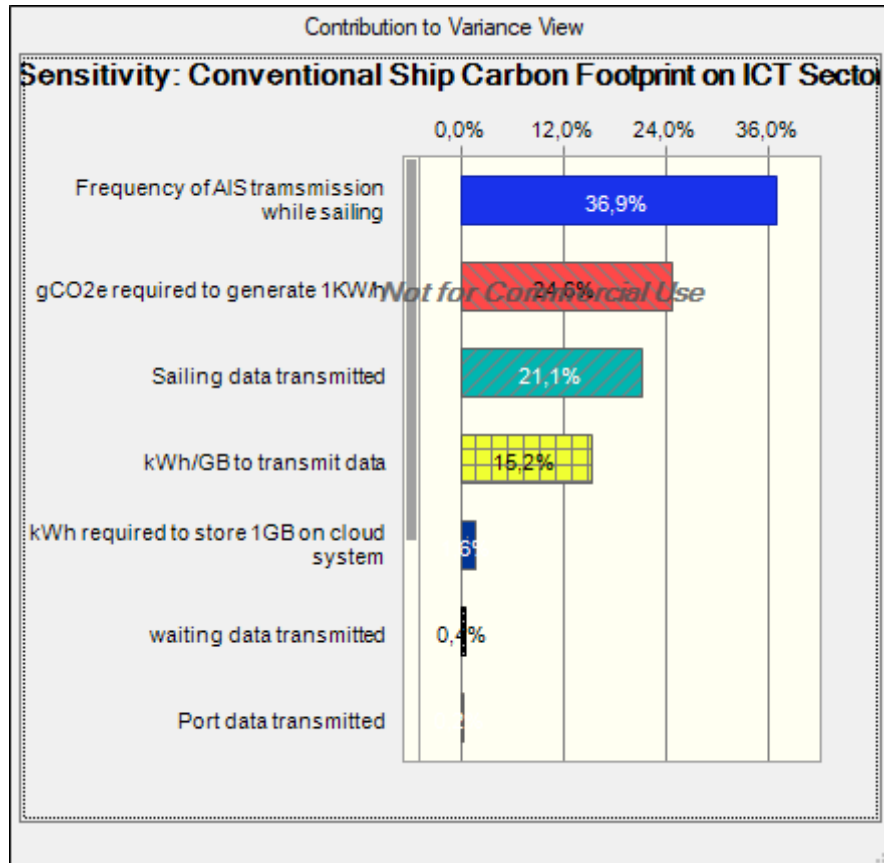 Contribution to Variance View
Sensitivity: Conventional Ship Carbon Footprint on ICT Sector
0,0% 12,0% 24,0% 36,0%
Frequency of AIS tramsmission
while sailing
36,9%
gCO2e required to generate 1KW/h
24,6%
Not for Commercial Use
Sailing data transmitted
21,1%
kWh/GB to transmit data
15,2%
kWh required to store 1GB on cloud
system
waiting data transmitted
0,4%
Port data transmitted